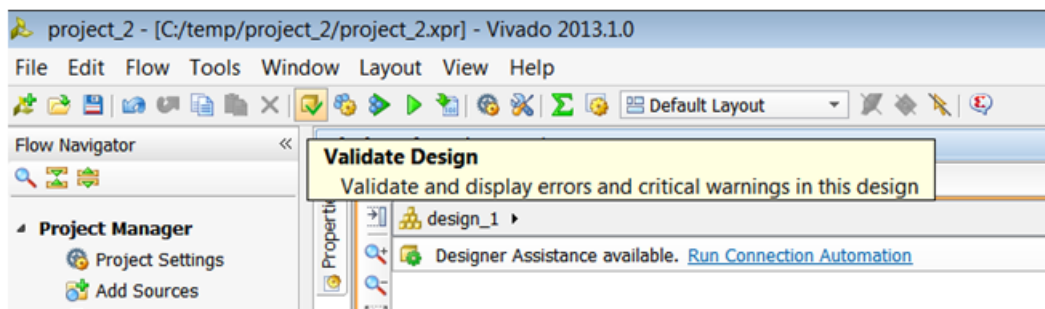 project_2 - [C:/temp/project_2/project_2.xpr] - Vivado 2013.1.0
File Edit Flow Tools Window Layout View Help
Default Layout
Flow Navigator
Validate Design
Validate and display errors and critical warnings in this design
design_1
Project Manager
Designer Assistance available. Run Connection Automation
Project Settings
Add Sources